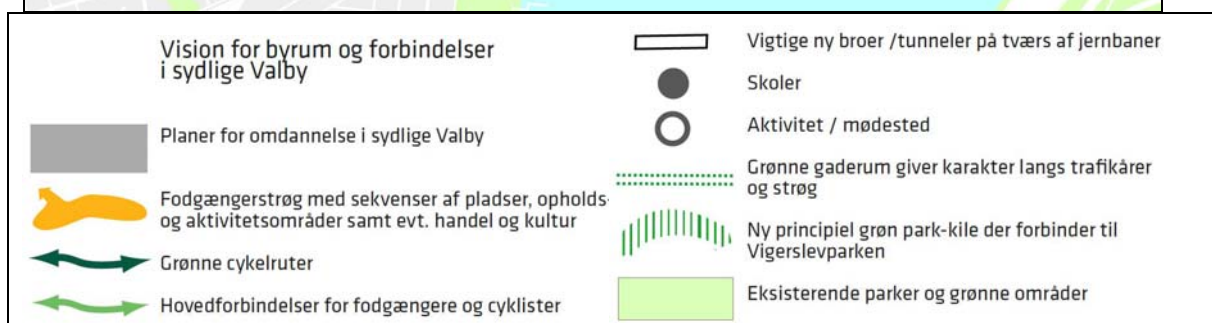 Vision for byrum og forbindelser
i sydlige Valby
Planer for omdannelse i sydlige Valby
Fodgængerstrøg med sekvenser af pladser, opholds-
og aktivitetsområder samt evt. handel og kultur
Grønne cykelruter
Hovedforbindelser for fodgængere og cyklister
Vigtige ny broer /tunneler på tværs af jernbaner
Skoler
Aktivitet / mødested
Grønne gaderum giver karakter langs trafikårer
og strøg
Ny principiel grøn park-kile der forbinder til
Vigerslevparken
Eksisterende parker og grønne områder